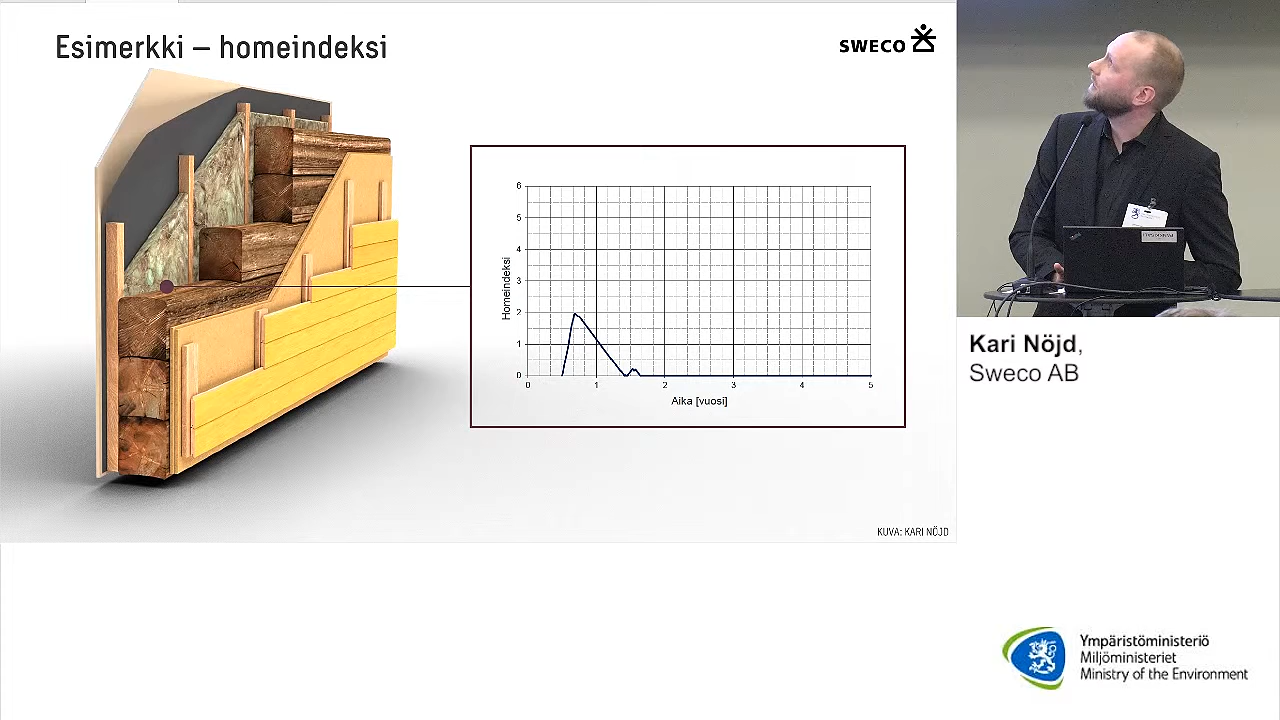 Esimerkki – homeindeksi
SWECO
6
5
4
3
2
1
0
Homeindeksi
0 1 2 3 4 5
Aika [vuosi]
KUVA: KARI NÖJD
Kari Nöjd,
Sweco AB
Ympäristöministeriö
Miljöministeriet
Ministry of the Environment